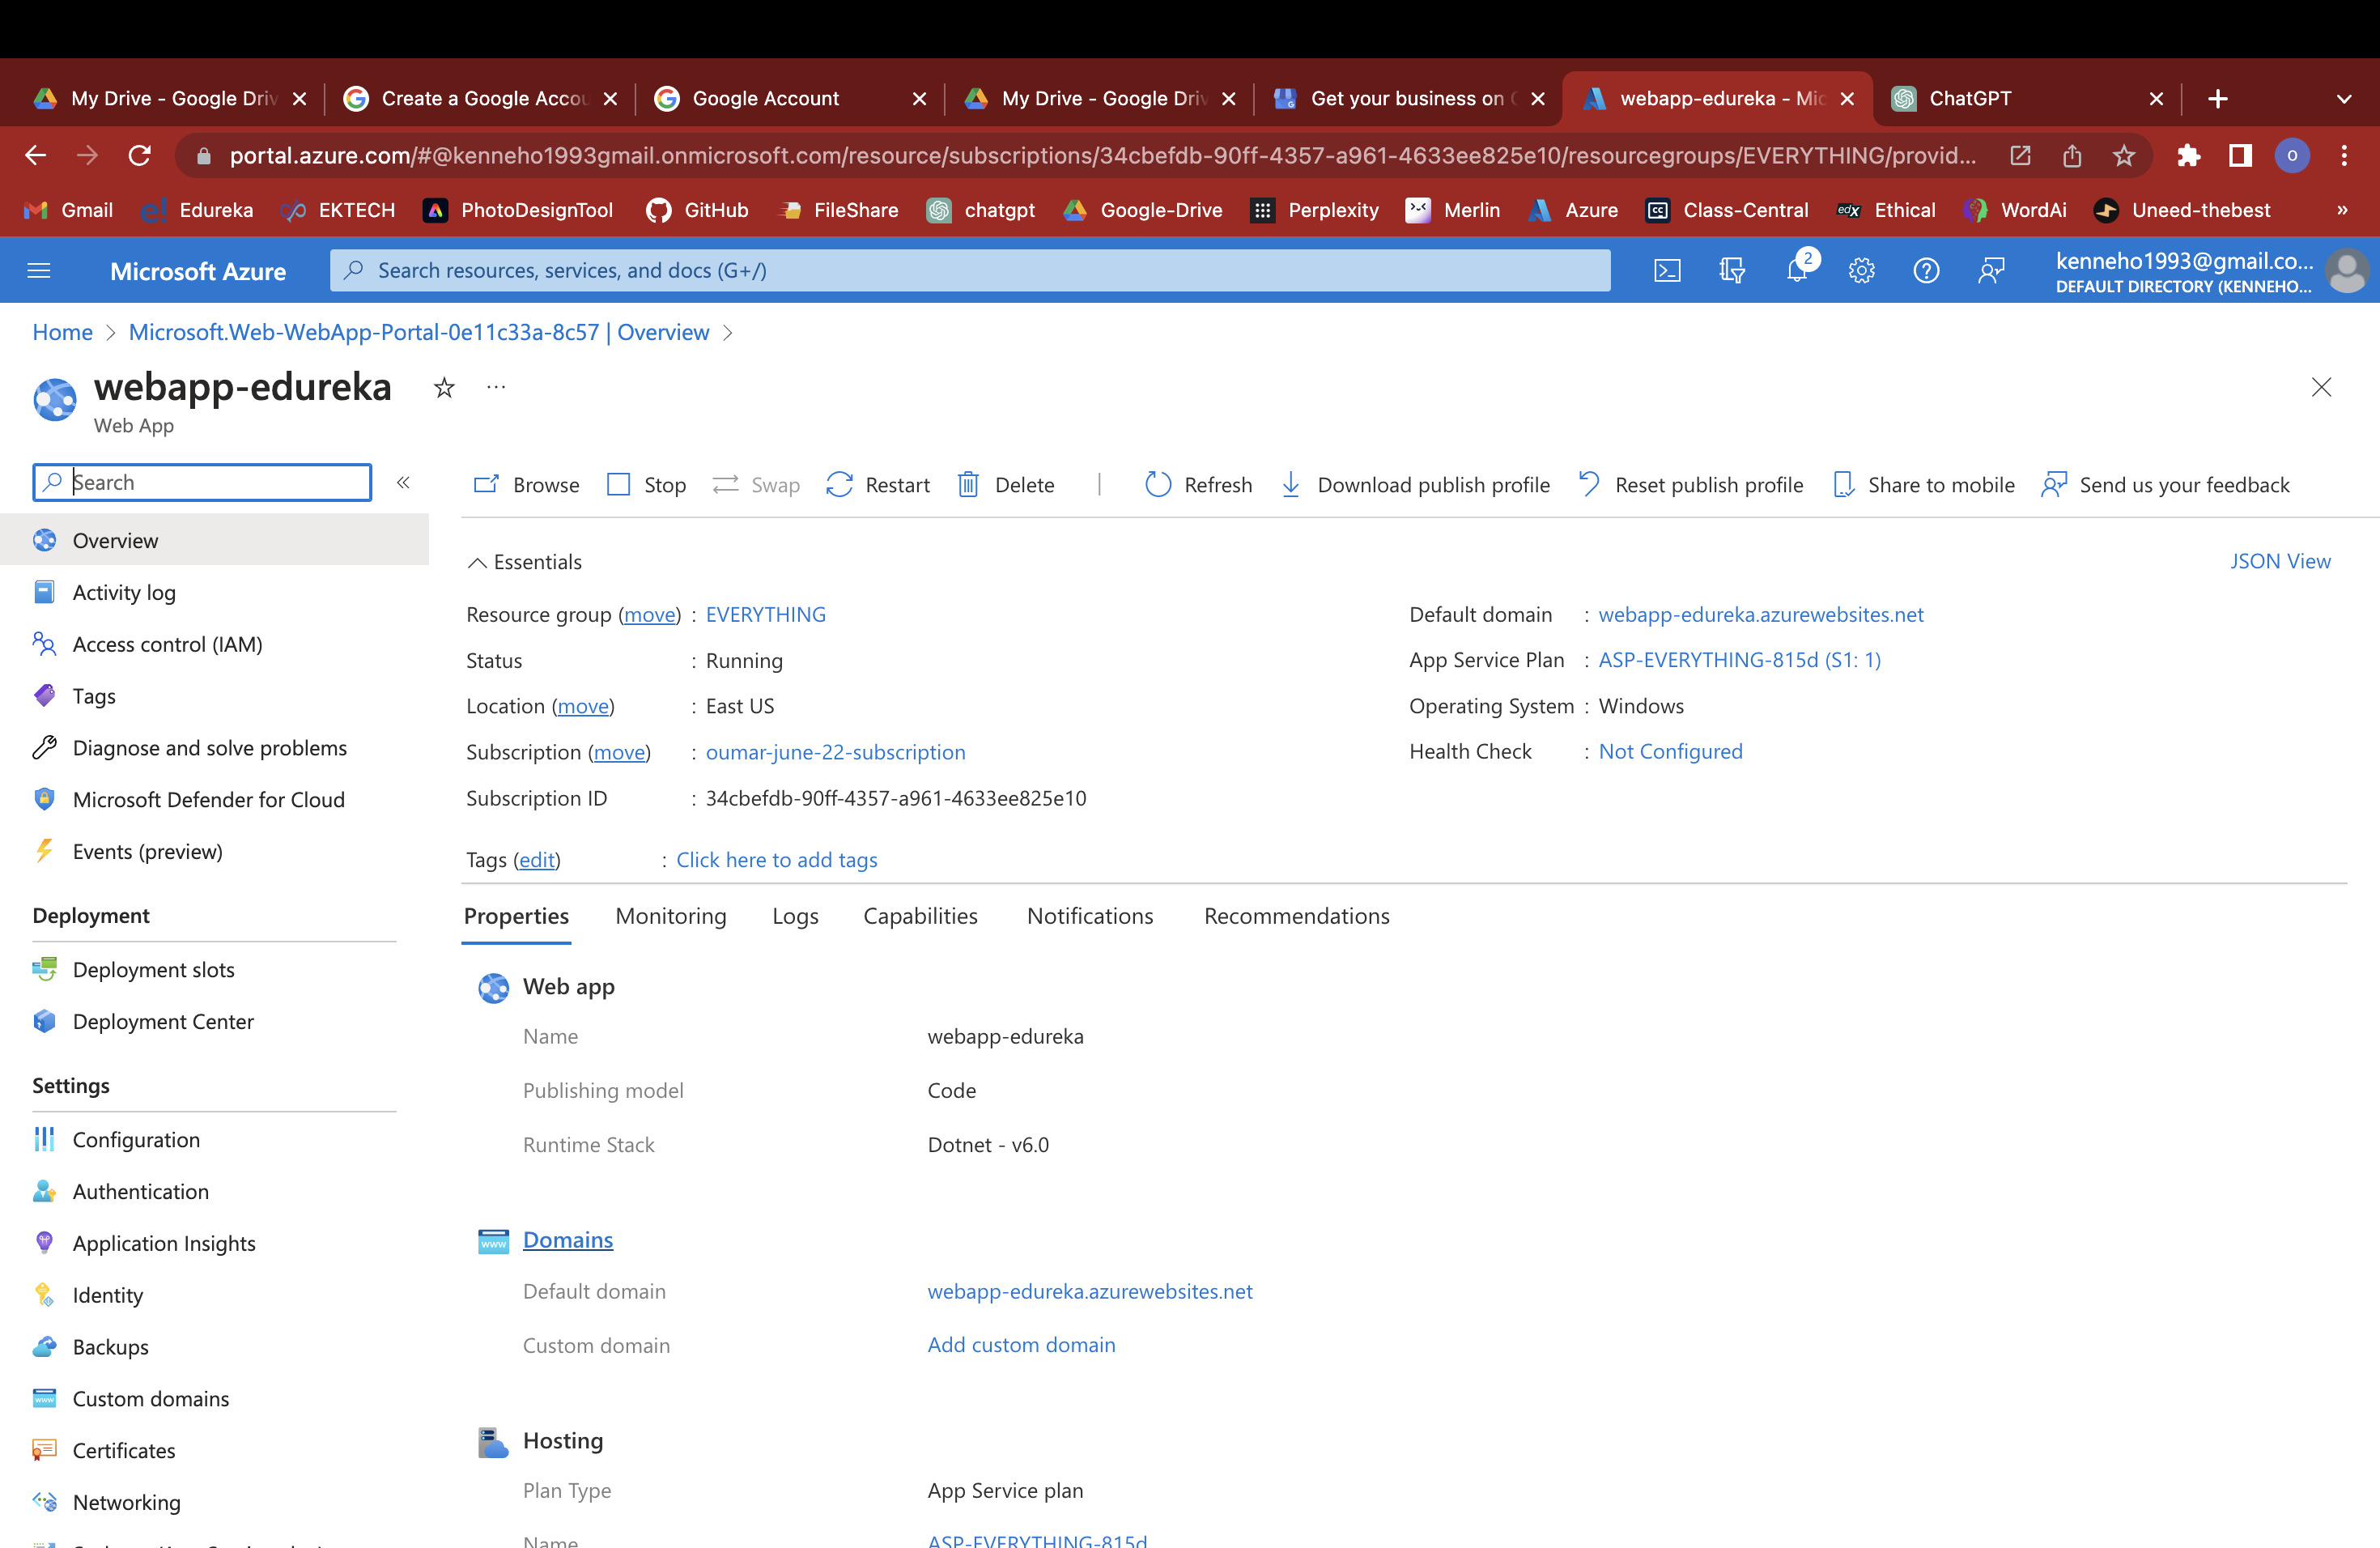 My Drive - Google Driv
Create a Google Accou
Google Account
My Drive - Google Driv
Get your business on G
webapp-edureka - Mic
ChatGPT
portal.azure.com/#@kenneho1993gmail.onmicrosoft.com/resource/subscriptions/34cbefdb-90ff-4357-a961-4633ee825e10/resourcegroups/EVERYTHING/provid...
o
Gmail
Edureka
EKTECH
PhotoDesignTool
GitHub
FileShare
chatgpt
Google-Drive
Perplexity
Merlin
Azure
Class-Central
Ethical
WordAi
Uneed-thebest
»
Microsoft Azure
Search resources, services, and docs (G+/)
2
kenneho1993@gmail.co...
DEFAULT DIRECTORY (KENNEHO...
Home > Microsoft.Web-WebApp-Portal-0e11c33a-8c57 | Overview >
webapp-edureka
...
Web App
Search
«
Browse
Stop
Swap
Restart
Delete
Refresh
Download publish profile
Reset publish profile
Share to mobile
Send us your feedback
Overview
Activity log
Access control (IAM)
Tags
Diagnose and solve problems
Microsoft Defender for Cloud
Events (preview)
Deployment
Deployment slots
Deployment Center
Settings
Configuration
Authentication
Application Insights
Identity
Backups
Custom domains
Certificates
Networking
Essentials
JSON View
Resource group (move) : EVERYTHING
Status : Running
Location (move) : East US
Subscription (move) : oumar-june-22-subscription
Subscription ID : 34cbefdb-90ff-4357-a961-4633ee825e10
Tags (edit) : Click here to add tags
Default domain : webapp-edureka.azurewebsites.net
App Service Plan : ASP-EVERYTHING-815d (S1: 1)
Operating System : Windows
Health Check : Not Configured
Properties
Monitoring
Logs
Capabilities
Notifications
Recommendations
Web app
Name webapp-edureka
Publishing model Code
Runtime Stack Dotnet - v6.0
Domains
Default domain webapp-edureka.azurewebsites.net
Custom domain Add custom domain
Hosting
Plan Type App Service plan
Name ASP-EVERYTHING-815d